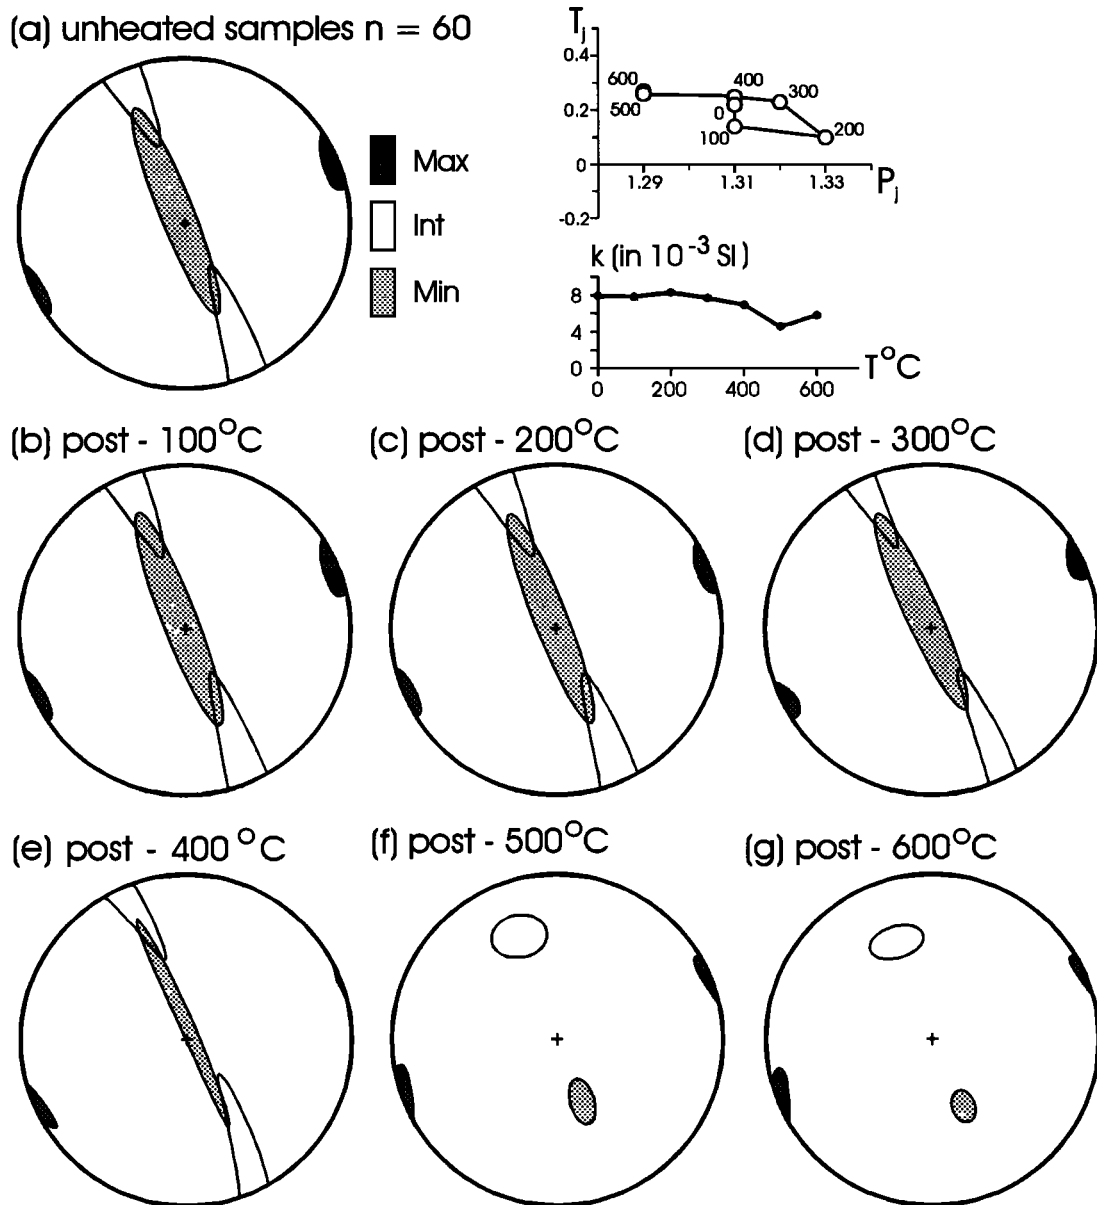 (a) unheated samples n = 60
Max
Int
Min
Tj
0.4
0.2
0
-0.2
600
500
400
300
0
100
200
1.29
1.31
1.33
Pj
k (in 10⁻³ SI)
8
4
0
0
200
400
600
T°C
(b) post - 100°C
(c) post - 200°C
(d) post - 300°C
(e) post - 400°C
(f) post - 500°C
(g) post - 600°C